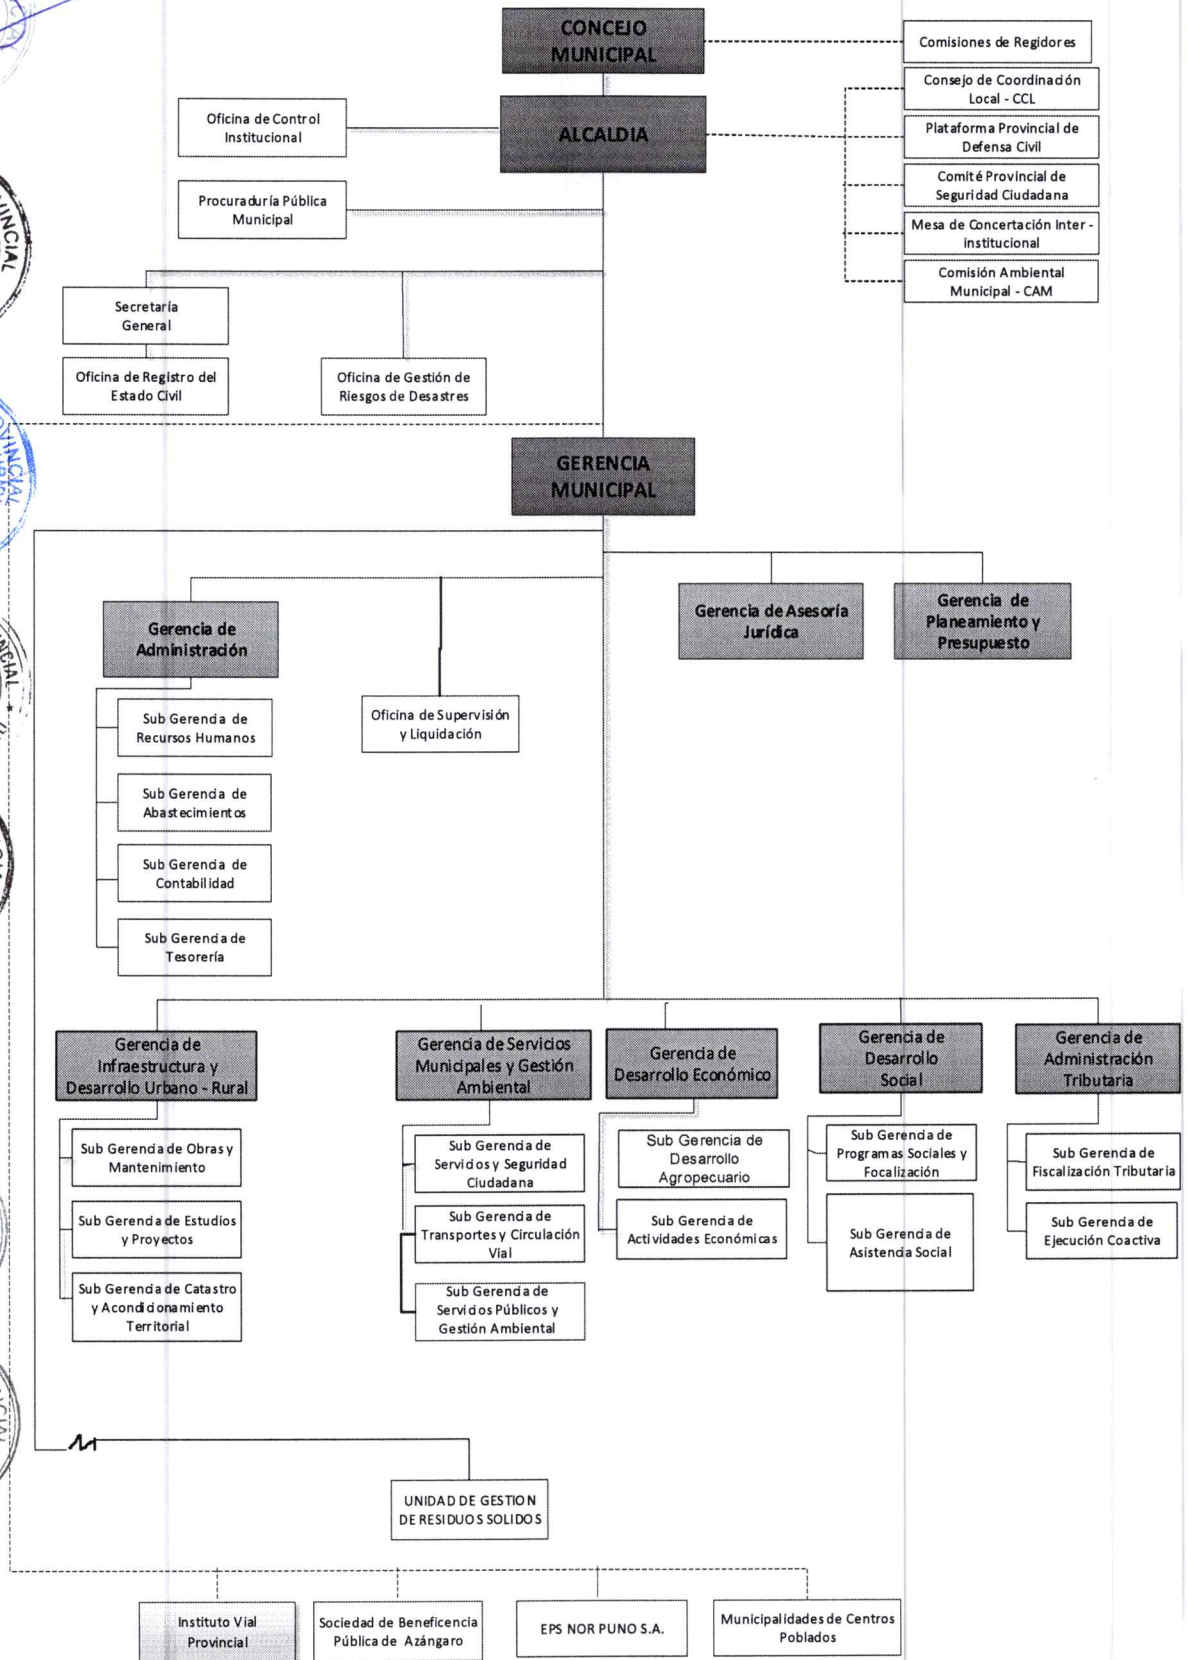 CONCEJO
MUNICIPAL
Comisiones de Regidores
Consejo de Coordinación
Local - CCL
Oficina de Control
Institucional
ALCALDIA
Plataforma Provincial de
Defensa Civil
Comité Provincial de
Seguridad Ciudadana
Procuraduría Pública
Municipal
Mesa de Concertación Inter -
institucional
Comisión Ambiental
Municipal - CAM
Secretaría
General
Oficina de Registro del
Estado Civil
Oficina de Gestión de
Riesgos de Desastres
GERENCIA
MUNICIPAL
Gerencia de
Administración
Gerencia de Asesoría
Jurídica
Gerencia de
Planeamiento y
Presupuesto
Sub Gerencia de
Recursos Humanos
Oficina de Supervisión
y Liquidación
Sub Gerencia de
Abastecimientos
Sub Gerencia de
Contabilidad
Sub Gerencia de
Tesorería
Gerencia de
Infraestructura y
Desarrollo Urbano - Rural
Gerencia de Servicios
Municipales y Gestión
Ambiental
Gerencia de
Desarrollo Económico
Gerencia de
Desarrollo
Social
Gerencia de
Administración
Tributaria
Sub Gerencia de Obras y
Mantenimiento
Sub Gerencia de
Servicios y Seguridad
Ciudadana
Sub Gerencia de
Desarrollo
Agropecuario
Sub Gerencia de
Programas Sociales y
Focalización
Sub Gerencia de
Fiscalización Tributaria
Sub Gerencia de Estudios
y Proyectos
Sub Gerencia de
Transportes y Circulación
Vial
Sub Gerencia de
Actividades Económicas
Sub Gerencia de
Asistencia Social
Sub Gerencia de
Ejecución Coactiva
Sub Gerencia de Catastro
y Acondicionamiento
Territorial
Sub Gerencia de
Servicios Públicos y
Gestión Ambiental
UNIDAD DE GESTION
DE RESIDUOS SOLIDOS
Instituto Vial
Provincial
Sociedad de Beneficencia
Pública de Azángaro
EPS NOR PUNO S.A.
Municipalidades de Centros
Poblados